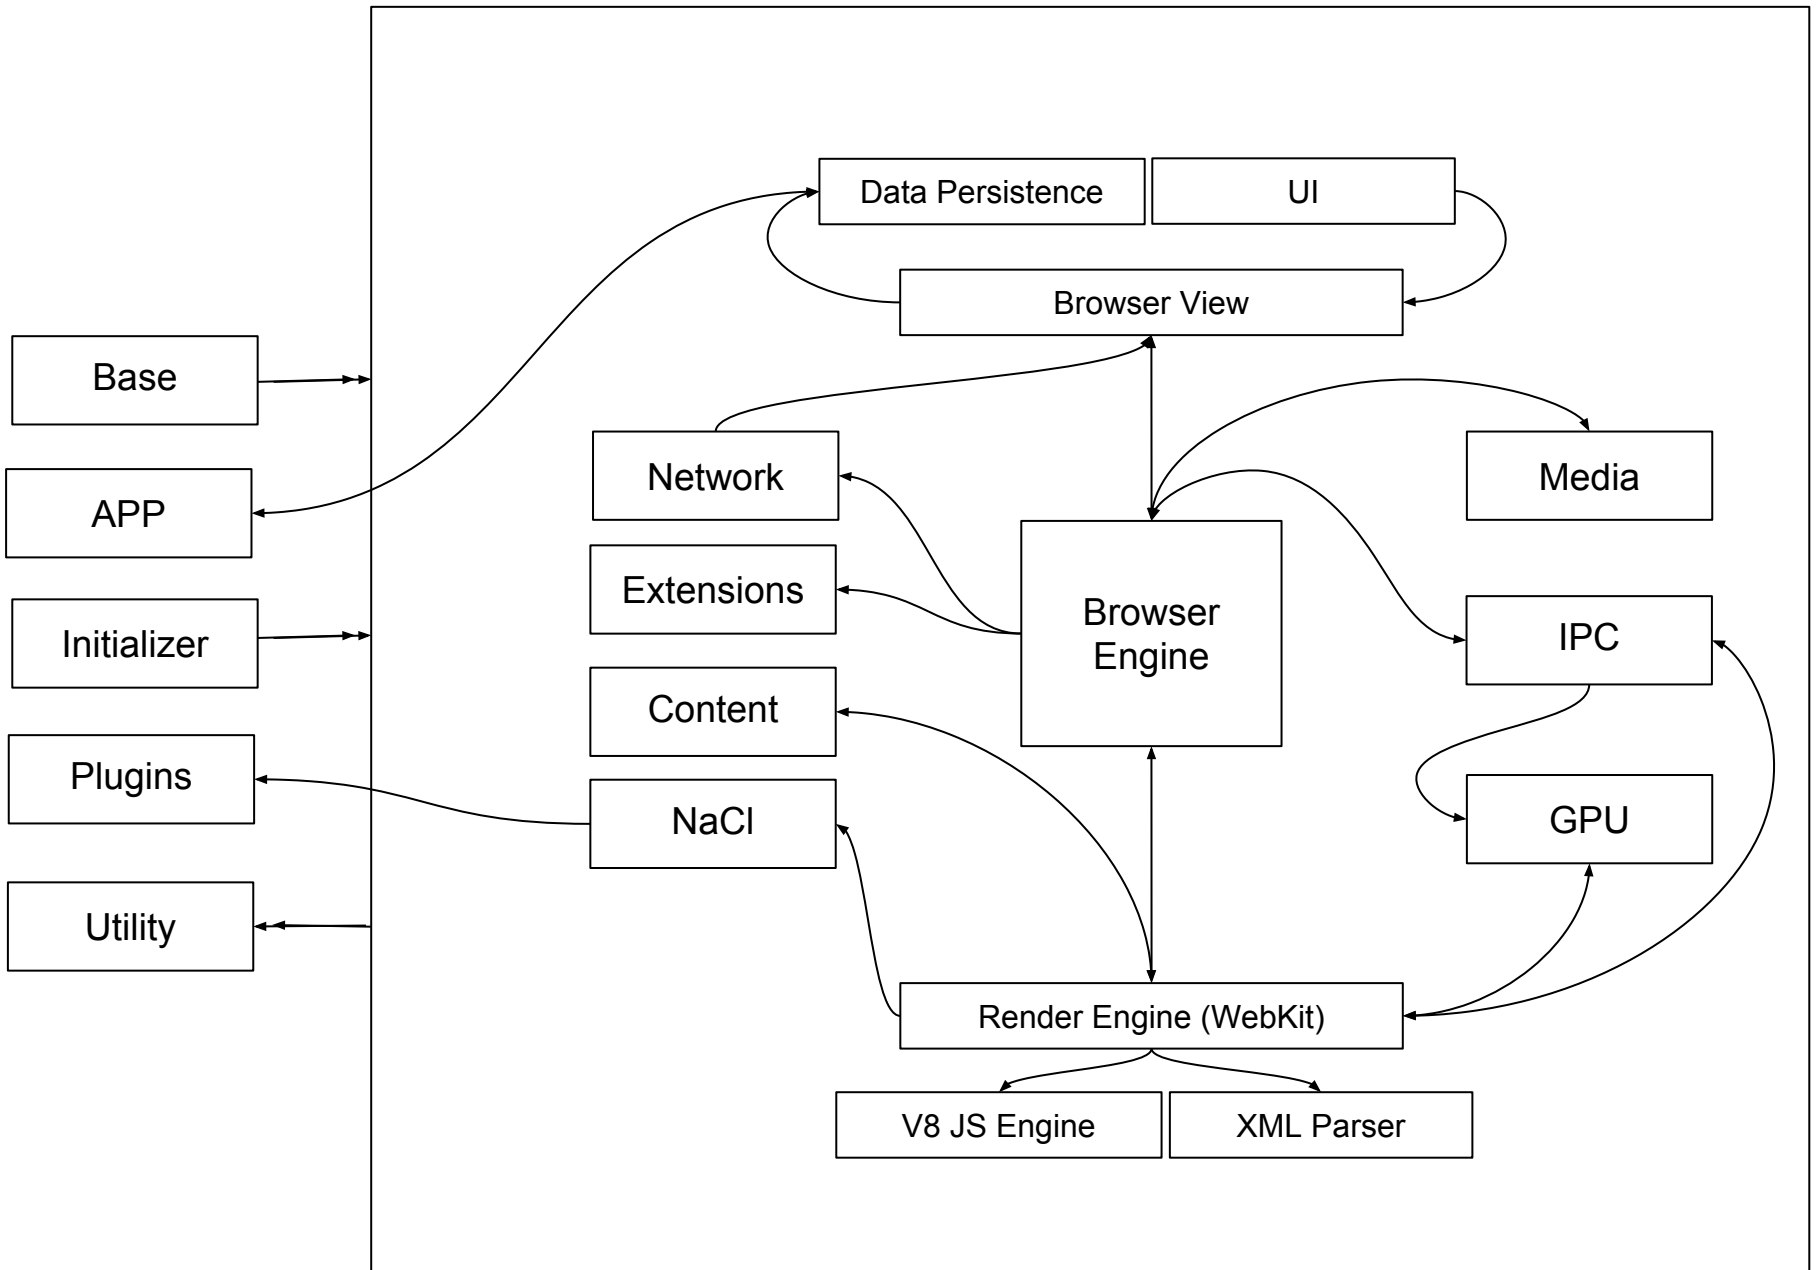 Data Persistence
UI
Browser View
Base
APP
Network
Media
Extensions
Browser
Engine
Initializer
IPC
Content
Plugins
NaCl
GPU
Utility
Render Engine (WebKit)
V8 JS Engine
XML Parser